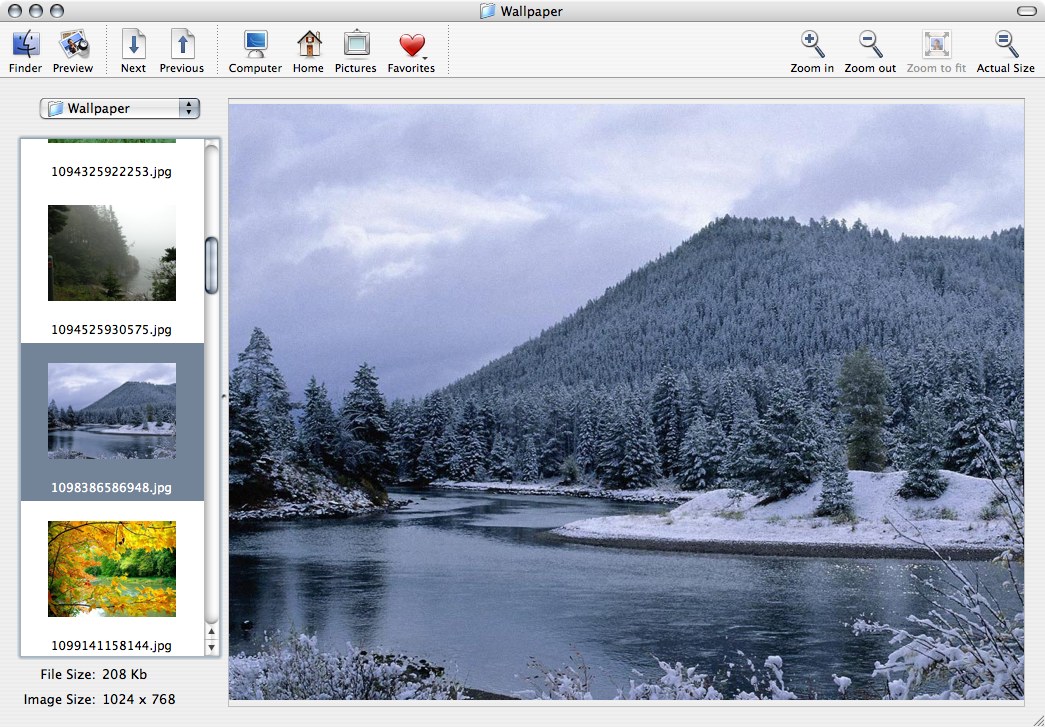 Wallpaper
Finder Preview Next Previous Computer Home Pictures Favorites Zoom in Zoom out Zoom to fit Actual Size
Wallpaper
1094325922253.jpg
1094525930575.jpg
1098386586948.jpg
1099141158144.jpg
File Size: 208 Kb
Image Size: 1024 x 768